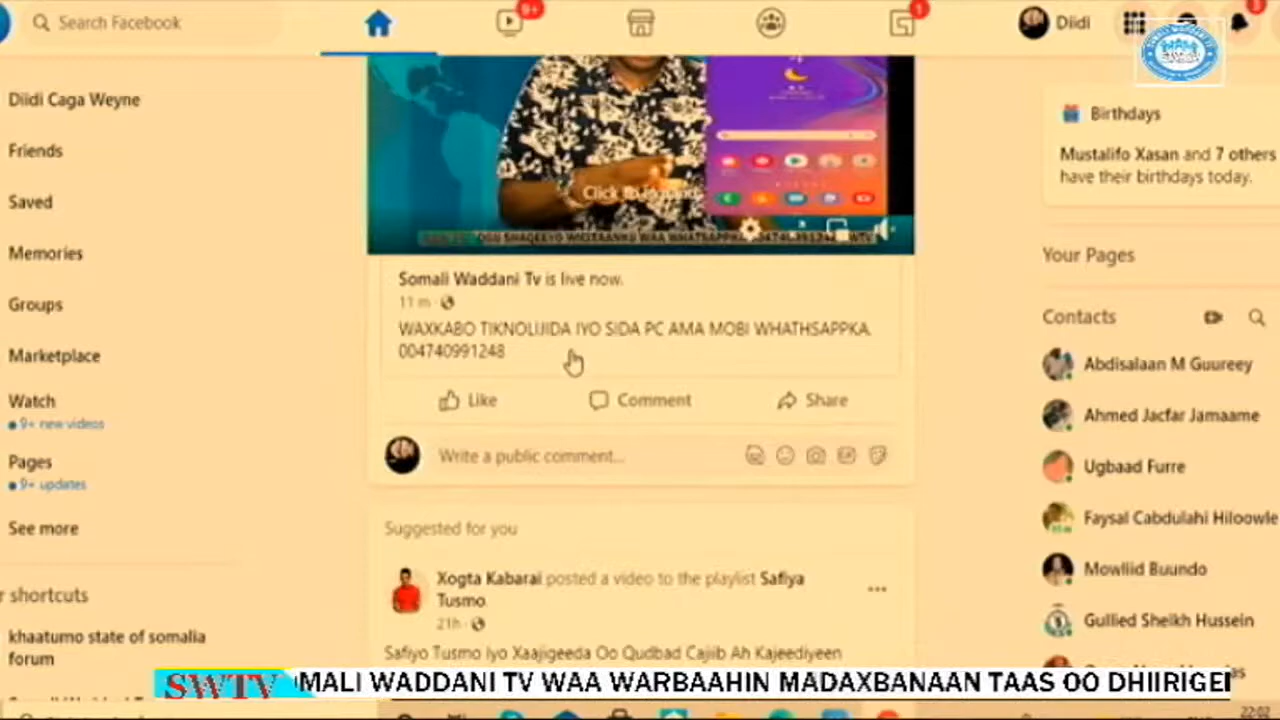 Search Facebook
9+
1
Diidi
Diidi Caga Weyne
Friends
Saved
Memories
Groups
Marketplace
Watch
9+ new videos
Pages
9+ updates
See more
shortcuts
khaatumo state of somalia
forum
Click to
Somali Waddani Tv is live now.
11 m
WAXKABO TIKNOLIJIDA IYO SIDA PC AMA MOBI WHATHSAPPKA.
004740991248
Like
Comment
Share
Write a public comment...
Suggested for you
Xogta Kabarai posted a video to the playlist Safiya
Tusmo
21h
Safiyo Tusmo Iyo Xaajigeeda Oo Qudbad Cajiib Ah Kajeediyeen
Birthdays
Mustalifo Xasan and 7 others
have their birthdays today.
Your Pages
Contacts
Abdisalaan M Guureey
Ahmed Jacfar Jamaame
Ugbaad Furre
Faysal Cabdulahi Hiloowle
Mowliid Buundo
Gullied Sheikh Hussein
SWTV
OMALI WADDANI TV WAA WARBAAHIN MADAXBANAAN TAAS OO DHIIRIGEI
22:02